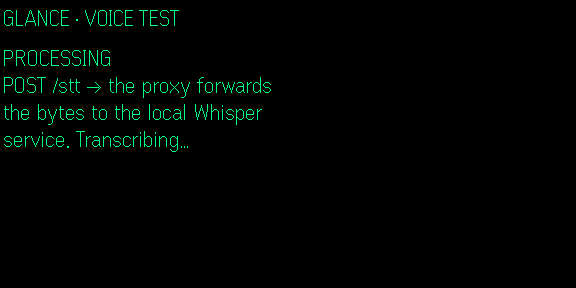 GLANCE · VOICE TEST
PROCESSING
POST /stt → the proxy forwards
the bytes to the local Whisper
service. Transcribing…